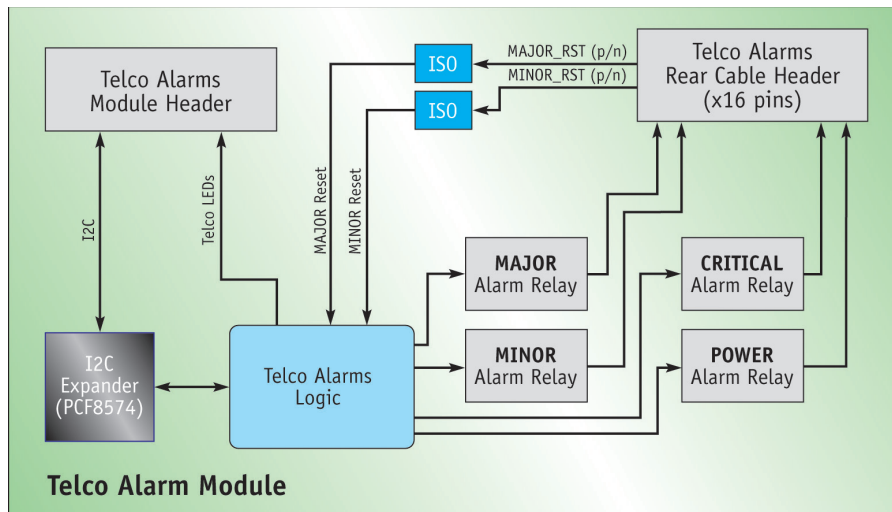 Telco Alarms
Module Header
ISO
MAJOR_RST (p/n)
MINOR_RST (p/n)
ISO
Telco Alarms
Rear Cable Header
(x16 pins)
I2C
Telco LEDs
MAJOR Reset
MINOR Reset
MAJOR
Alarm Relay
CRITICAL
Alarm Relay
I2C
Expander
(PCF8574)
Telco Alarms
Logic
MINOR
Alarm Relay
POWER
Alarm Relay
Telco Alarm Module